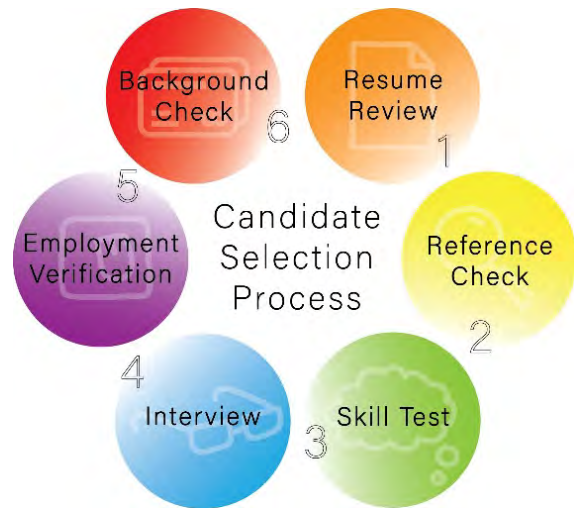 Candidate
Selection
Process
Resume
Review
1
Reference
Check
2
Skill Test
3
Interview
4
Employment
Verification
5
Background
Check
6